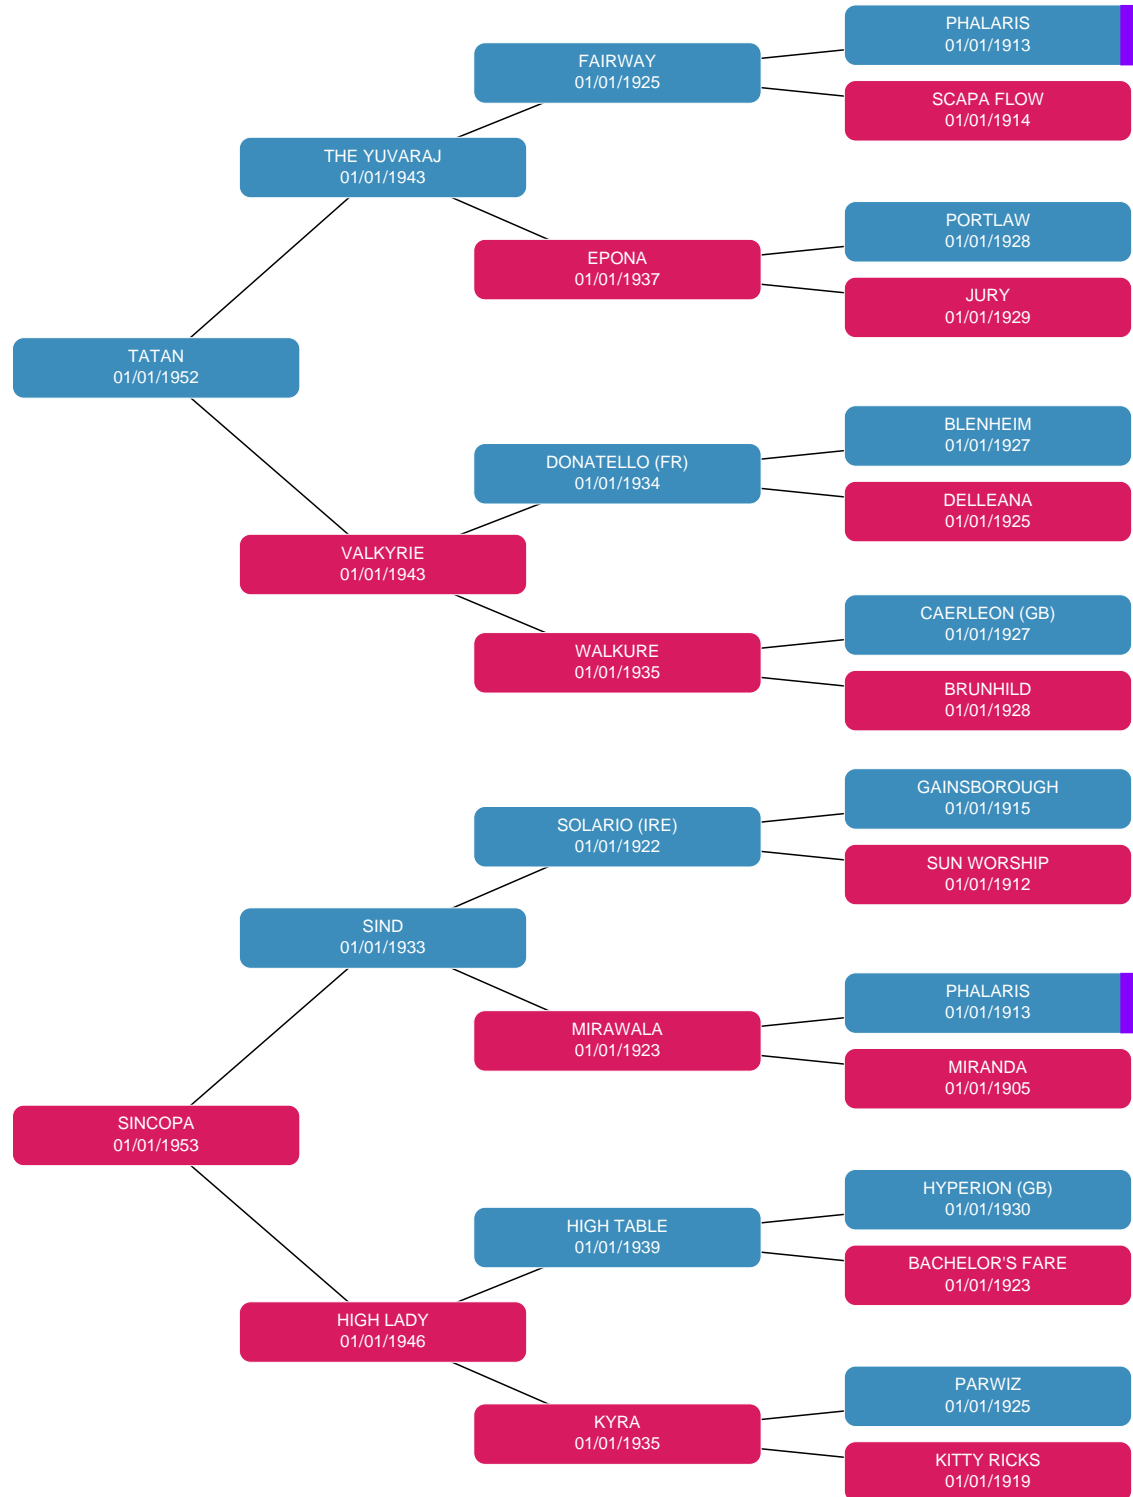 PHALARIS
01/01/1913
FAIRWAY
01/01/1925
SCAPA FLOW
01/01/1914
THE YUVARAJ
01/01/1943
PORTLAW
01/01/1928
EPONA
01/01/1937
JURY
01/01/1929
TATAN
01/01/1952
BLENHEIM
01/01/1927
DONATELLO (FR)
01/01/1934
DELLEANA
01/01/1925
VALKYRIE
01/01/1943
CAERLEON (GB)
01/01/1927
WALKURE
01/01/1935
BRUNHILD
01/01/1928
GAINSBOROUGH
01/01/1915
SOLARIO (IRE)
01/01/1922
SUN WORSHIP
01/01/1912
SIND
01/01/1933
PHALARIS
01/01/1913
MIRAWALA
01/01/1923
MIRANDA
01/01/1905
SINCOPA
01/01/1953
HYPERION (GB)
01/01/1930
HIGH TABLE
01/01/1939
BACHELOR'S FARE
01/01/1923
HIGH LADY
01/01/1946
PARWIZ
01/01/1925
KYRA
01/01/1935
KITTY RICKS
01/01/1919